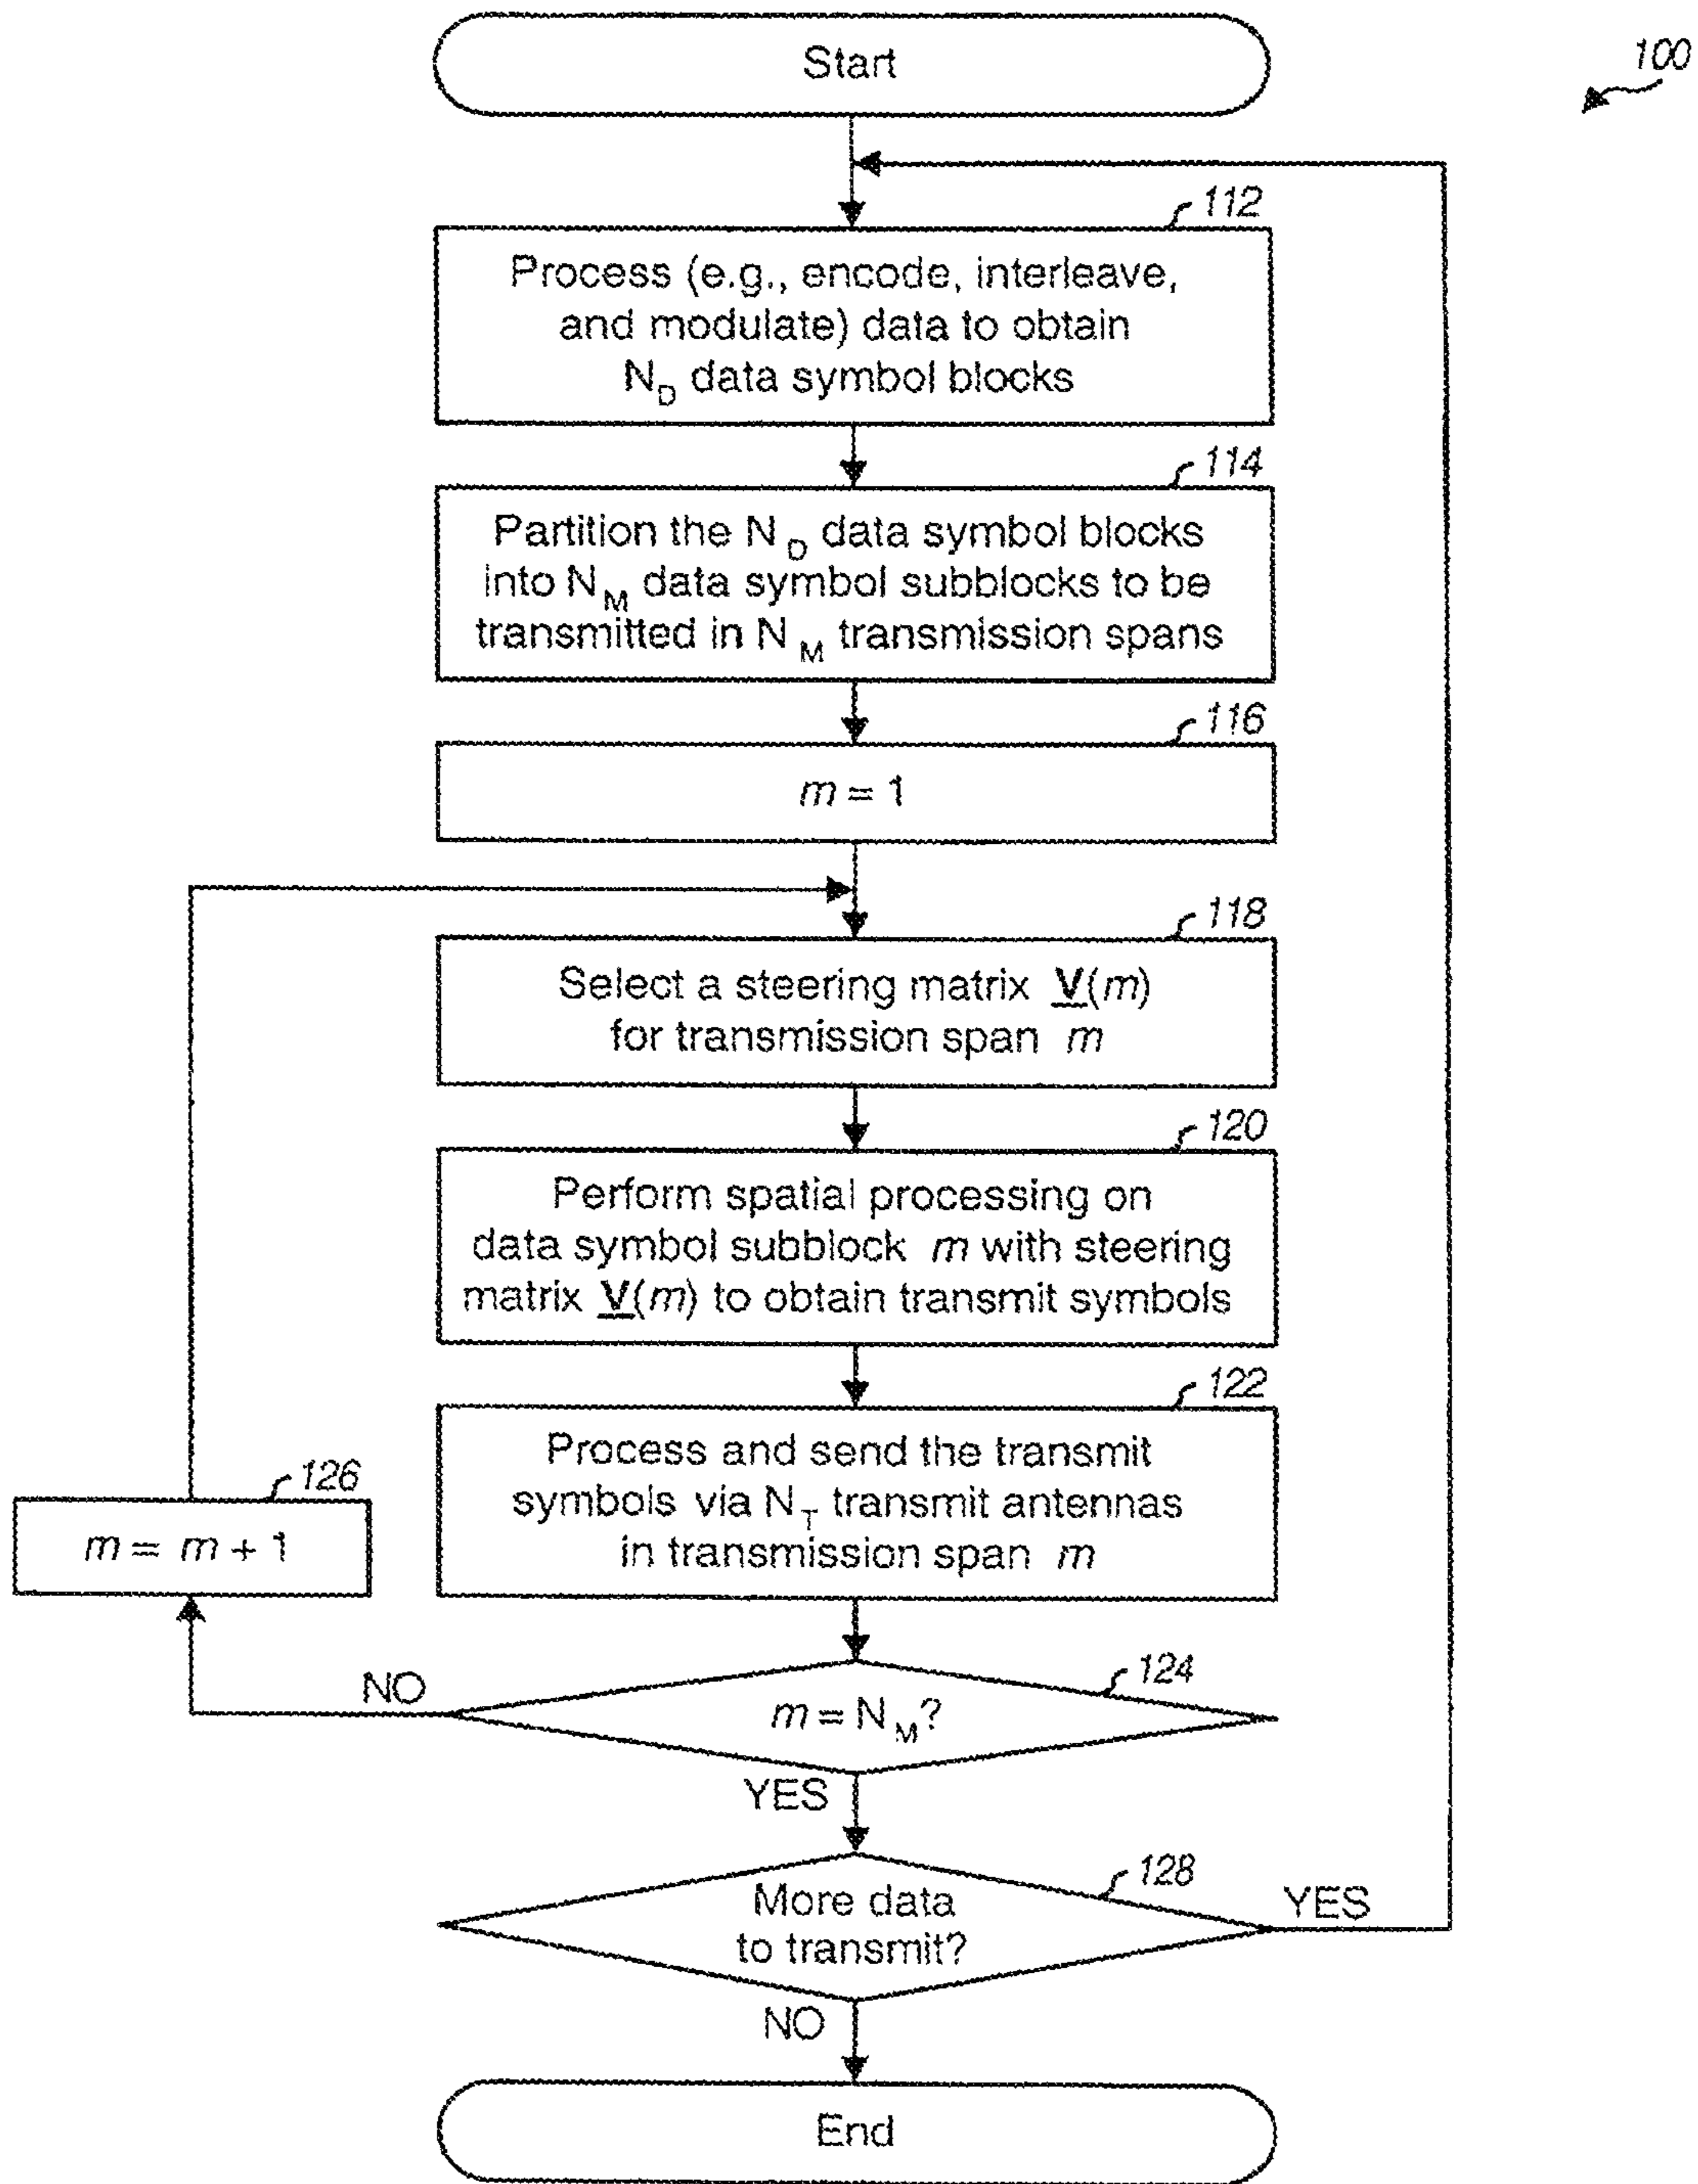 Start
100
112
Process (e.g., encode, interleave,
and modulate) data to obtain
N_D data symbol blocks
114
Partition the N_D data symbol blocks
into N_M data symbol subblocks to be
transmitted in N_M transmission spans
116
m = 1
118
Select a steering matrix V(m)
for transmission span m
120
Perform spatial processing on
data symbol subblock m with steering
matrix V(m) to obtain transmit symbols
122
Process and send the transmit
symbols via N_T transmit antennas
in transmission span m
126
m = m + 1
124
NO
m = N_M?
YES
128
More data
to transmit?
YES
NO
End